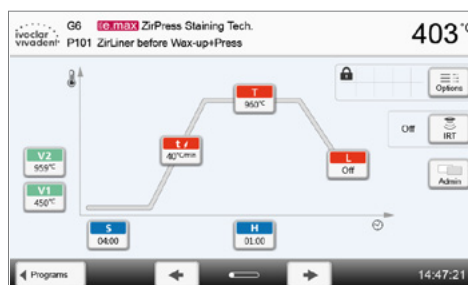 ivoclar vivadent
G6 IPS e.max ZirPress Staining Tech.
P101 ZirLiner before Wax-up+Press
403 °C
Options
T
960°C
Off
IRT
t
40°C/min
V2
959°C
L
Off
Admin
V1
450°C
S
04:00
H
01:00
Programs
14:47:21